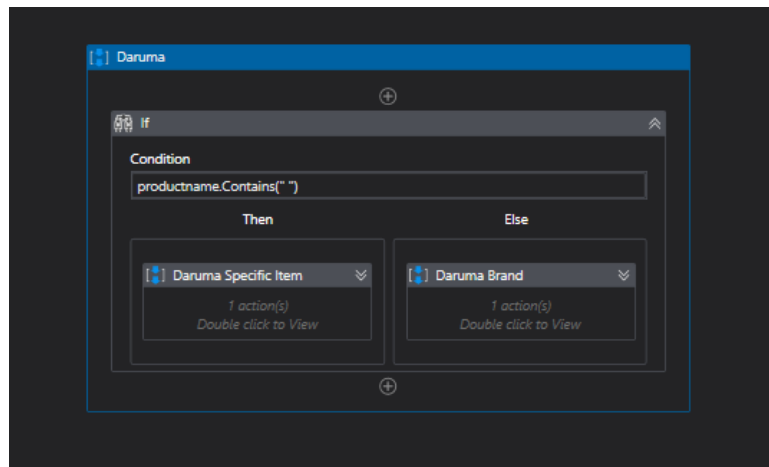 Daruma
If
Condition
productname.Contains(" ")
Then
Else
Daruma Specific Item
1 action(s)
Double click to View
Daruma Brand
1 action(s)
Double click to View